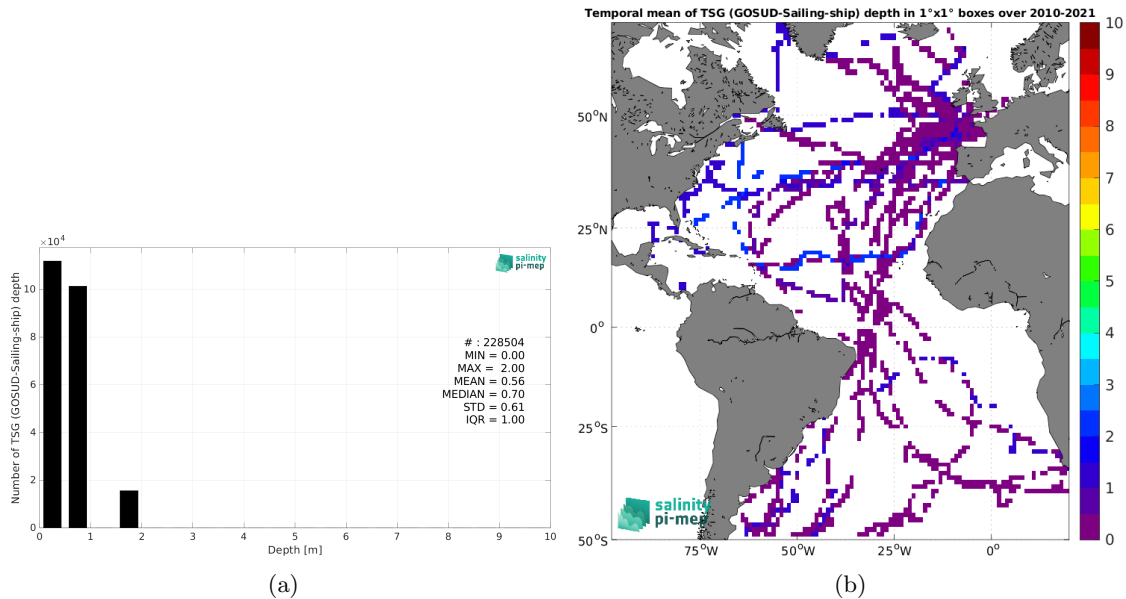 ×10⁴
10
8
6
4
2
0
Number of TSG (GOSUD-Sailing-ship) depth
salinity
pi-mep
# : 228504
MIN = 0.00
MAX = 2.00
MEAN = 0.56
MEDIAN = 0.70
STD = 0.61
IQR = 1.00
0 1 2 3 4 5 6 7 8 9 10
Depth [m]
(a)
Temporal mean of TSG (GOSUD-Sailing-ship) depth in 1°x1° boxes over 2010-2021
50°N
25°N
0°
25°S
50°S
salinity
pi-mep
75°W 50°W 25°W 0°
10
9
8
7
6
5
4
3
2
1
0
(b)